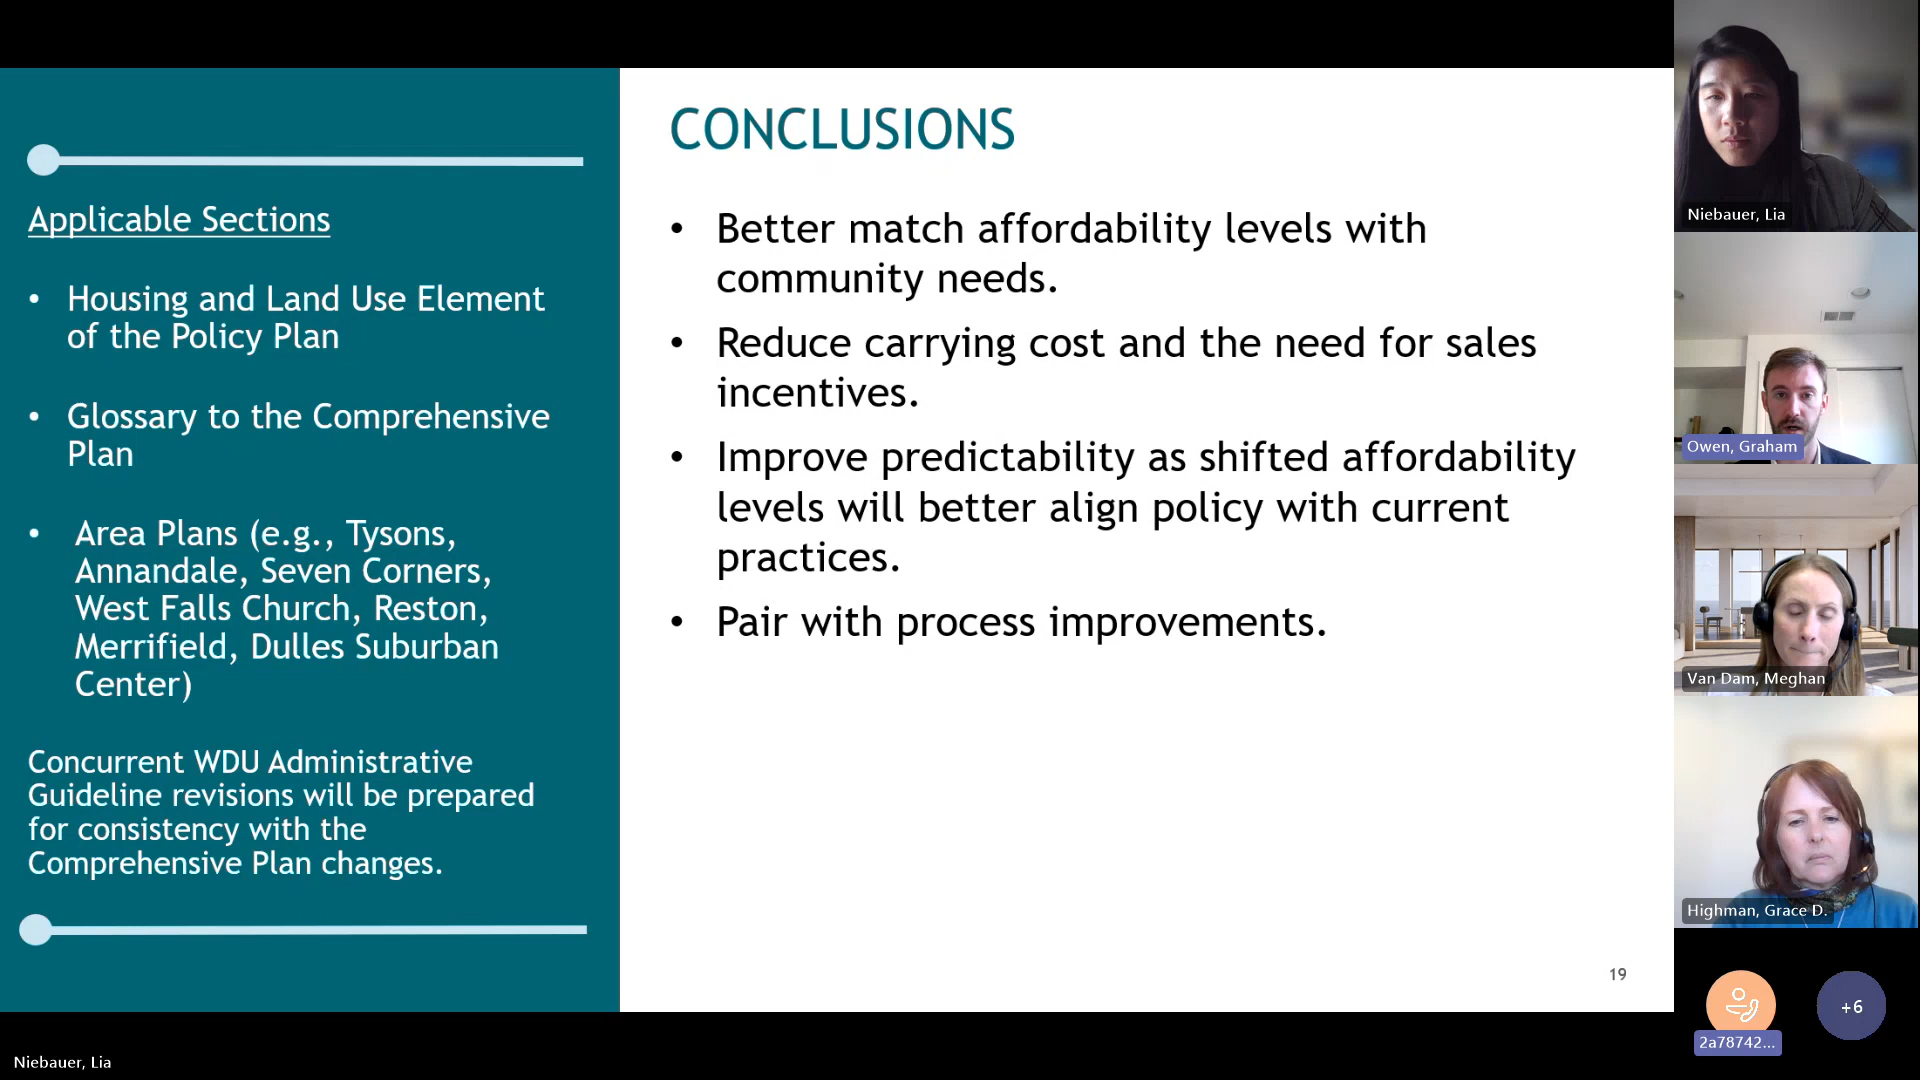 Applicable Sections
• Housing and Land Use Element
of the Policy Plan
• Glossary to the Comprehensive
Plan
• Area Plans (e.g., Tysons,
Annandale, Seven Corners,
West Falls Church, Reston,
Merrifield, Dulles Suburban
Center)
Concurrent WDU Administrative
Guideline revisions will be prepared
for consistency with the
Comprehensive Plan changes.
CONCLUSIONS
• Better match affordability levels with
community needs.
• Reduce carrying cost and the need for sales
incentives.
• Improve predictability as shifted affordability
levels will better align policy with current
practices.
• Pair with process improvements.
19
Niebauer, Lia
Owen, Graham
Van Dam, Meghan
Highman, Grace D.
2a78742...
+6
Niebauer, Lia